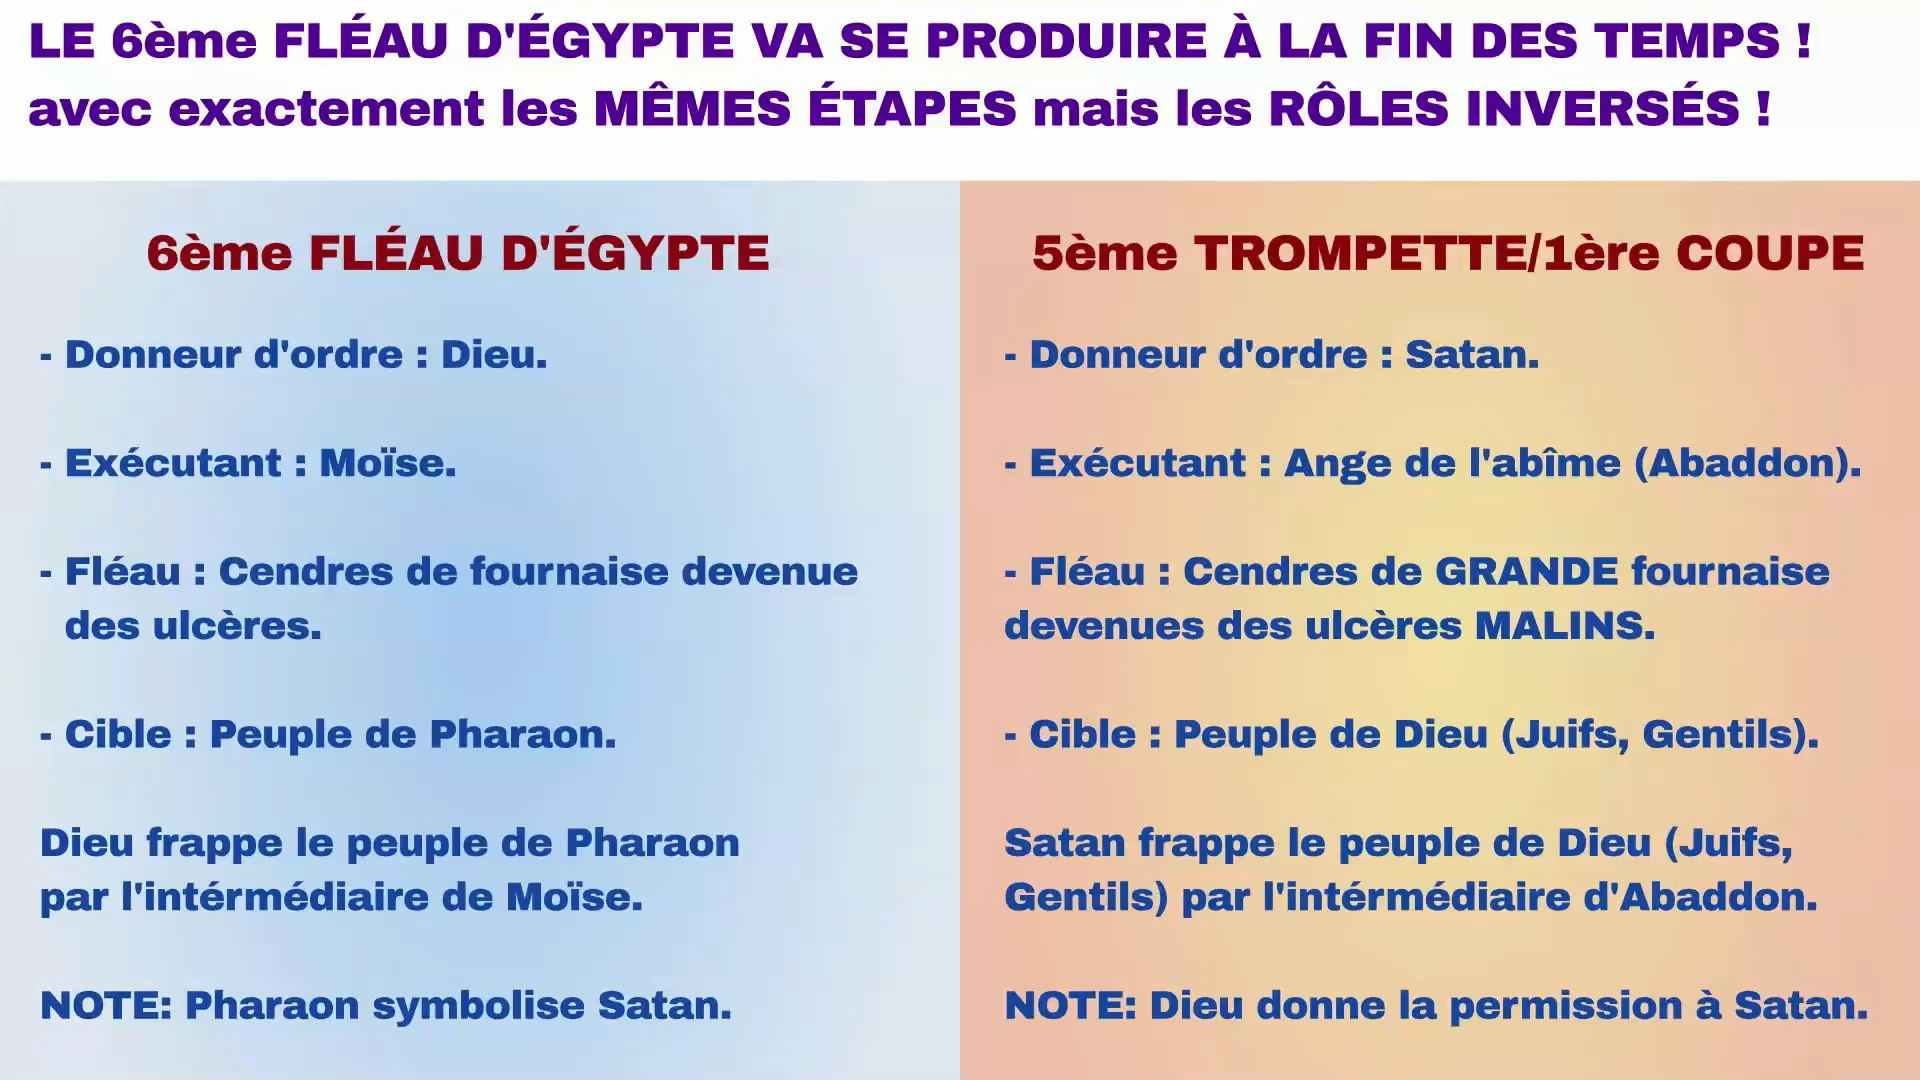 LE 6ème FLÉAU D'ÉGYPTE VA SE PRODUIRE À LA FIN DES TEMPS !
avec exactement les MÊMES ÉTAPES mais les RÔLES INVERSÉS !
6ème FLÉAU D'ÉGYPTE
- Donneur d'ordre : Dieu.
- Exécutant : Moïse.
- Fléau : Cendres de fournaise devenue
des ulcères.
- Cible : Peuple de Pharaon.
Dieu frappe le peuple de Pharaon
par l'intérmédiaire de Moïse.
NOTE: Pharaon symbolise Satan.
5ème TROMPETTE/1ère COUPE
- Donneur d'ordre : Satan.
- Exécutant : Ange de l'abîme (Abaddon).
- Fléau : Cendres de GRANDE fournaise
devenues des ulcères MALINS.
- Cible : Peuple de Dieu (Juifs, Gentils).
Satan frappe le peuple de Dieu (Juifs,
Gentils) par l'intérmédiaire d'Abaddon.
NOTE: Dieu donne la permission à Satan.